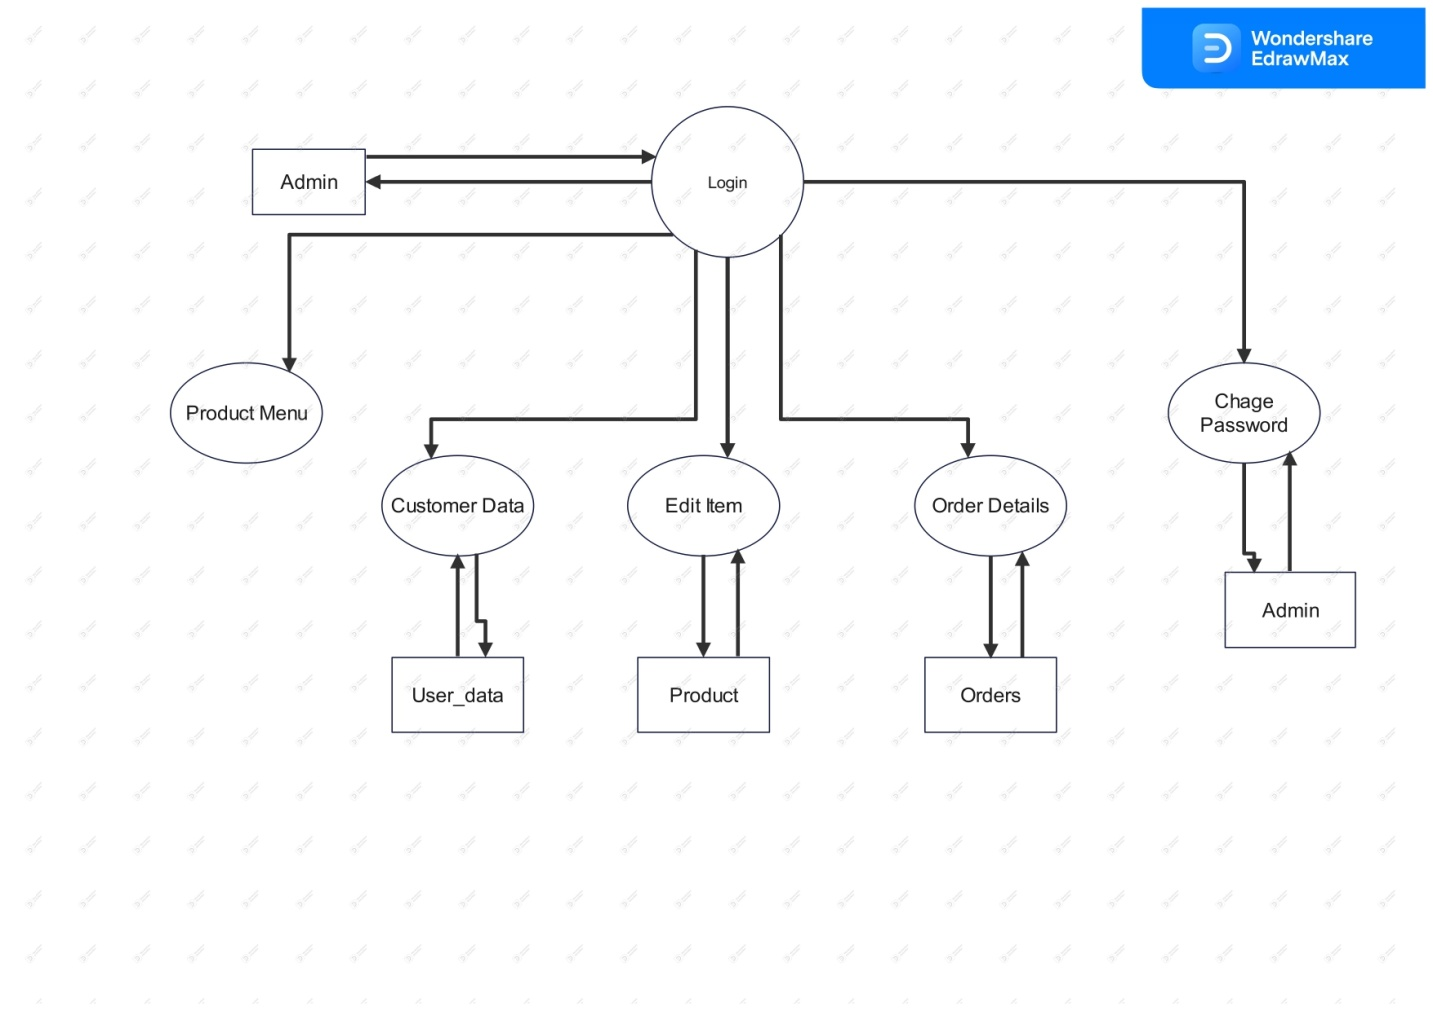 Wondershare
EdrawMax
Admin
Login
Product Menu
Chage
Password
Customer Data
Edit Item
Order Details
Admin
User_data
Product
Orders